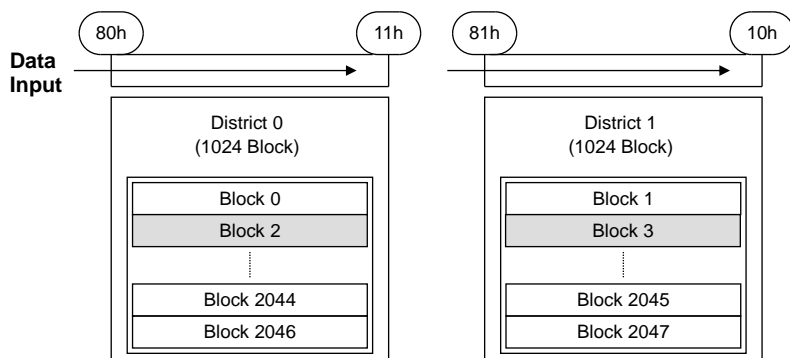 80h 11h 81h 10h
Data
Input
District 0 District 1
(1024 Block) (1024 Block)
Block 0 Block 1
Block 2 Block 3
Block 2044 Block 2045
Block 2046 Block 2047